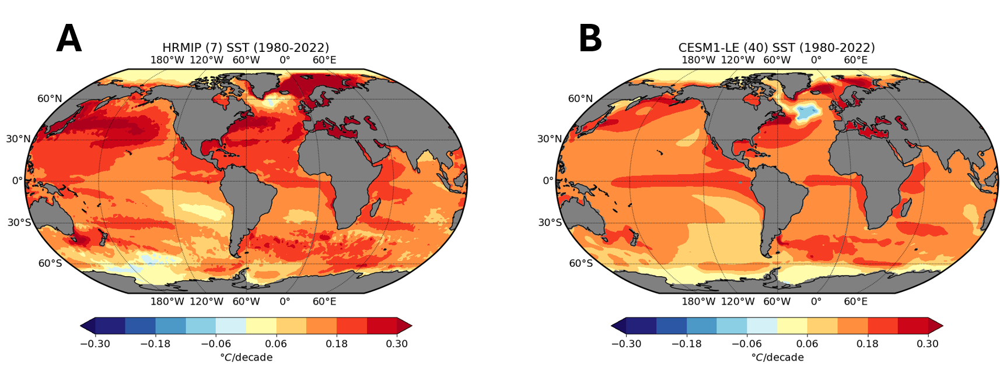 A
HRMIP (7) SST (1980-2022)
180°W 120°W 60°W 0° 60°E
60°N
30°N
0°
30°S
60°S
180°W 120°W 60°W 0° 60°E
−0.30 −0.18 −0.06 0.06 0.18 0.30
°C/decade
B
CESM1-LE (40) SST (1980-2022)
180°W 120°W 60°W 0° 60°E
60°N
30°N
0°
30°S
60°S
180°W 120°W 60°W 0° 60°E
−0.30 −0.18 −0.06 0.06 0.18 0.30
°C/decade